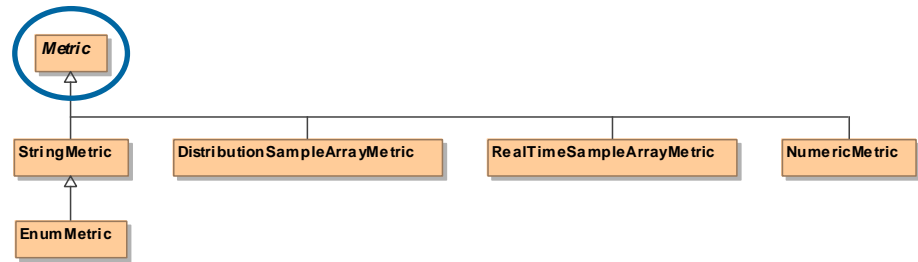 Metric
StringMetric
DistributionSampleArrayMetric
RealTimeSampleArrayMetric
NumericMetric
EnumMetric